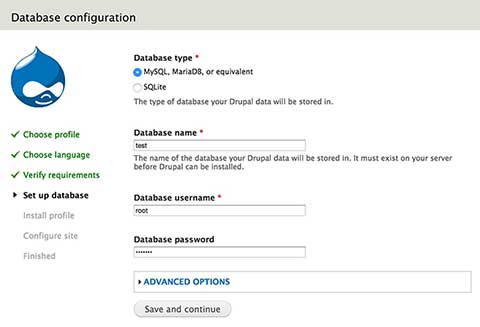 Database configuration
Choose profile
Choose language
Verify requirements
Set up database
Install profile
Configure site
Finished
Database type *
MySQL, MariaDB, or equivalent
SQLite
The type of database your Drupal data will be stored in.
Database name *
test
The name of the database your Drupal data will be stored in. It must exist on your server
before Drupal can be installed.
Database username *
root
Database password
•••••••
ADVANCED OPTIONS
Save and continue